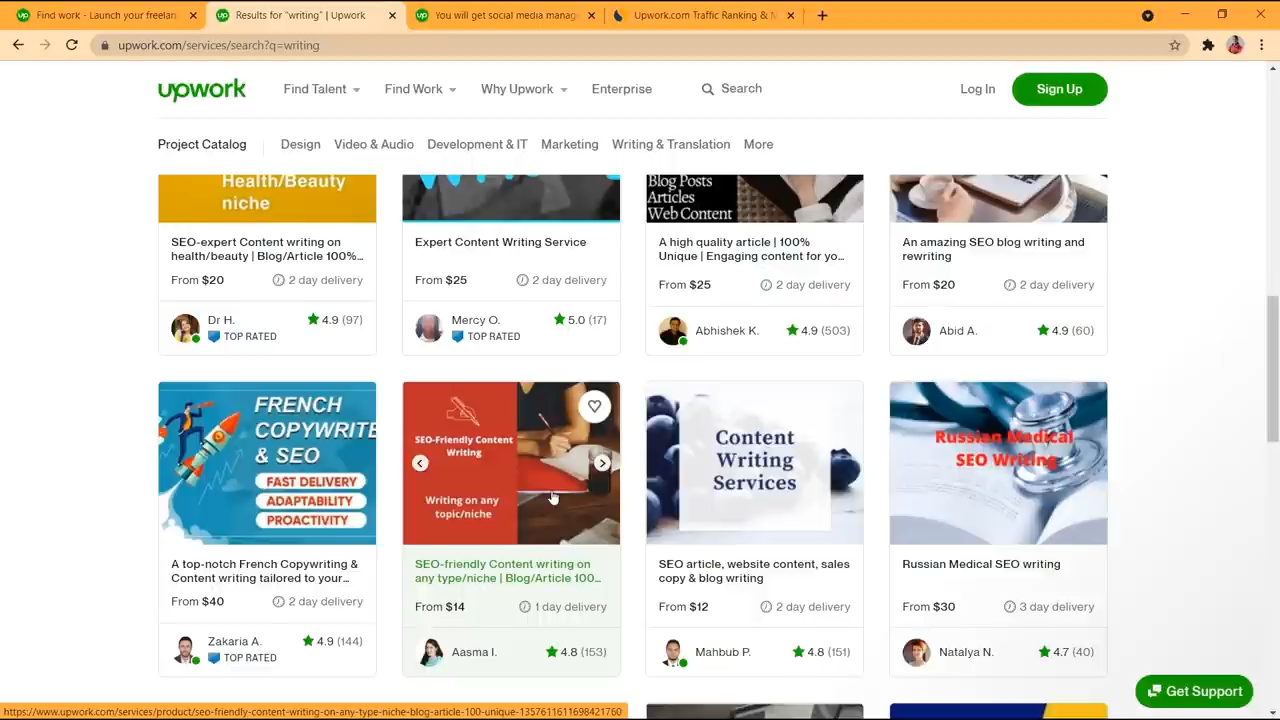 Find work - Launch your freelan
Results for "writing" | Upwork
You will get social media manag
Upwork.com Traffic Ranking & M
upwork.com/services/search?q=writing
upwork
Find Talent
Find Work
Why Upwork
Enterprise
Search
Log In
Sign Up
Project Catalog
Design
Video & Audio
Development & IT
Marketing
Writing & Translation
More
Health/Beauty
niche
Blog Posts
Articles
Web Content
SEO-expert Content writing on
health/beauty | Blog/Article 100%...
From $20
2 day delivery
Dr H.
4.9 (97)
TOP RATED
Expert Content Writing Service
From $25
2 day delivery
Mercy O.
5.0 (17)
TOP RATED
A high quality article | 100%
Unique | Engaging content for yo...
From $25
2 day delivery
Abhishek K.
4.9 (503)
An amazing SEO blog writing and
rewriting
From $20
2 day delivery
Abid A.
4.9 (60)
FRENCH
COPYWRITE
& SEO
FAST DELIVERY
ADAPTABILITY
PROACTIVITY
A top-notch French Copywriting &
Content writing tailored to your...
From $40
2 day delivery
Zakaria A.
4.9 (144)
TOP RATED
SEO-Friendly Content
Writing
Writing on any
topic/niche
SEO-friendly Content writing on
any type/niche | Blog/Article 100...
From $14
1 day delivery
Aasma I.
4.8 (153)
Content
Writing
Services
SEO article, website content, sales
copy & blog writing
From $12
2 day delivery
Mahbub P.
4.8 (151)
Russian Medical
SEO Writing
Russian Medical SEO writing
From $30
3 day delivery
Natalya N.
4.7 (40)
Get Support
https://www.upwork.com/services/product/seo-friendly-content-writing-on-any-type-niche-blog-article-100-unique-1357611611698421760